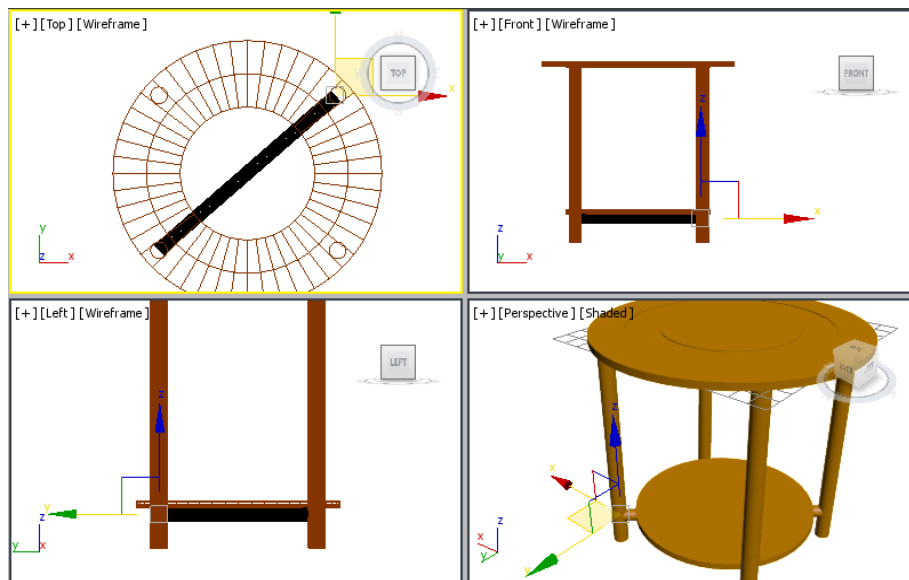 [+] [Top] [Wireframe]
TOP
x
y
z x
[+] [Front] [Wireframe]
FRONT
z
x
z
y x
[+] [Left] [Wireframe]
LEFT
z
y
z
y x
[+] [Perspective] [Shaded]
z
x
y
z
x
y